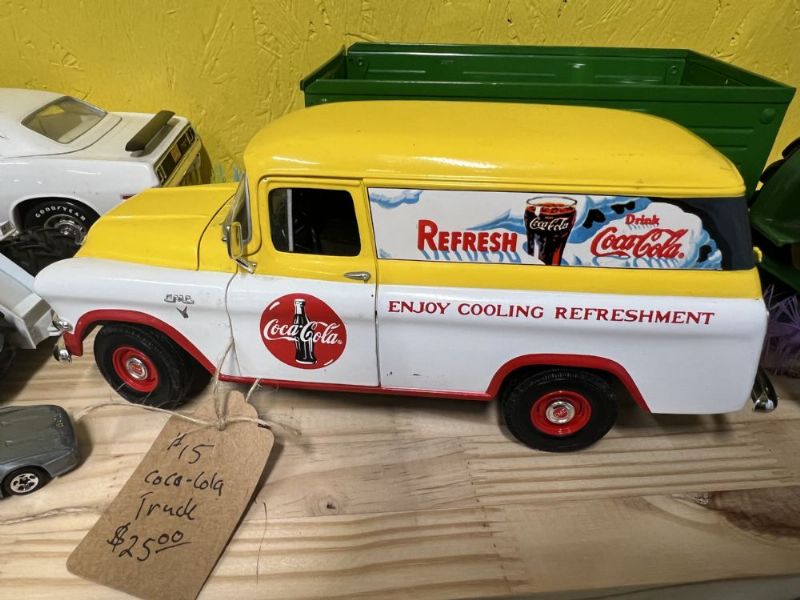 GOODYEAR
REFRESH
Coca-Cola
Drink
Coca-Cola
GMC
Coca-Cola
ENJOY COOLING REFRESHMENT
#15
Coca-Cola
Truck
$25.00